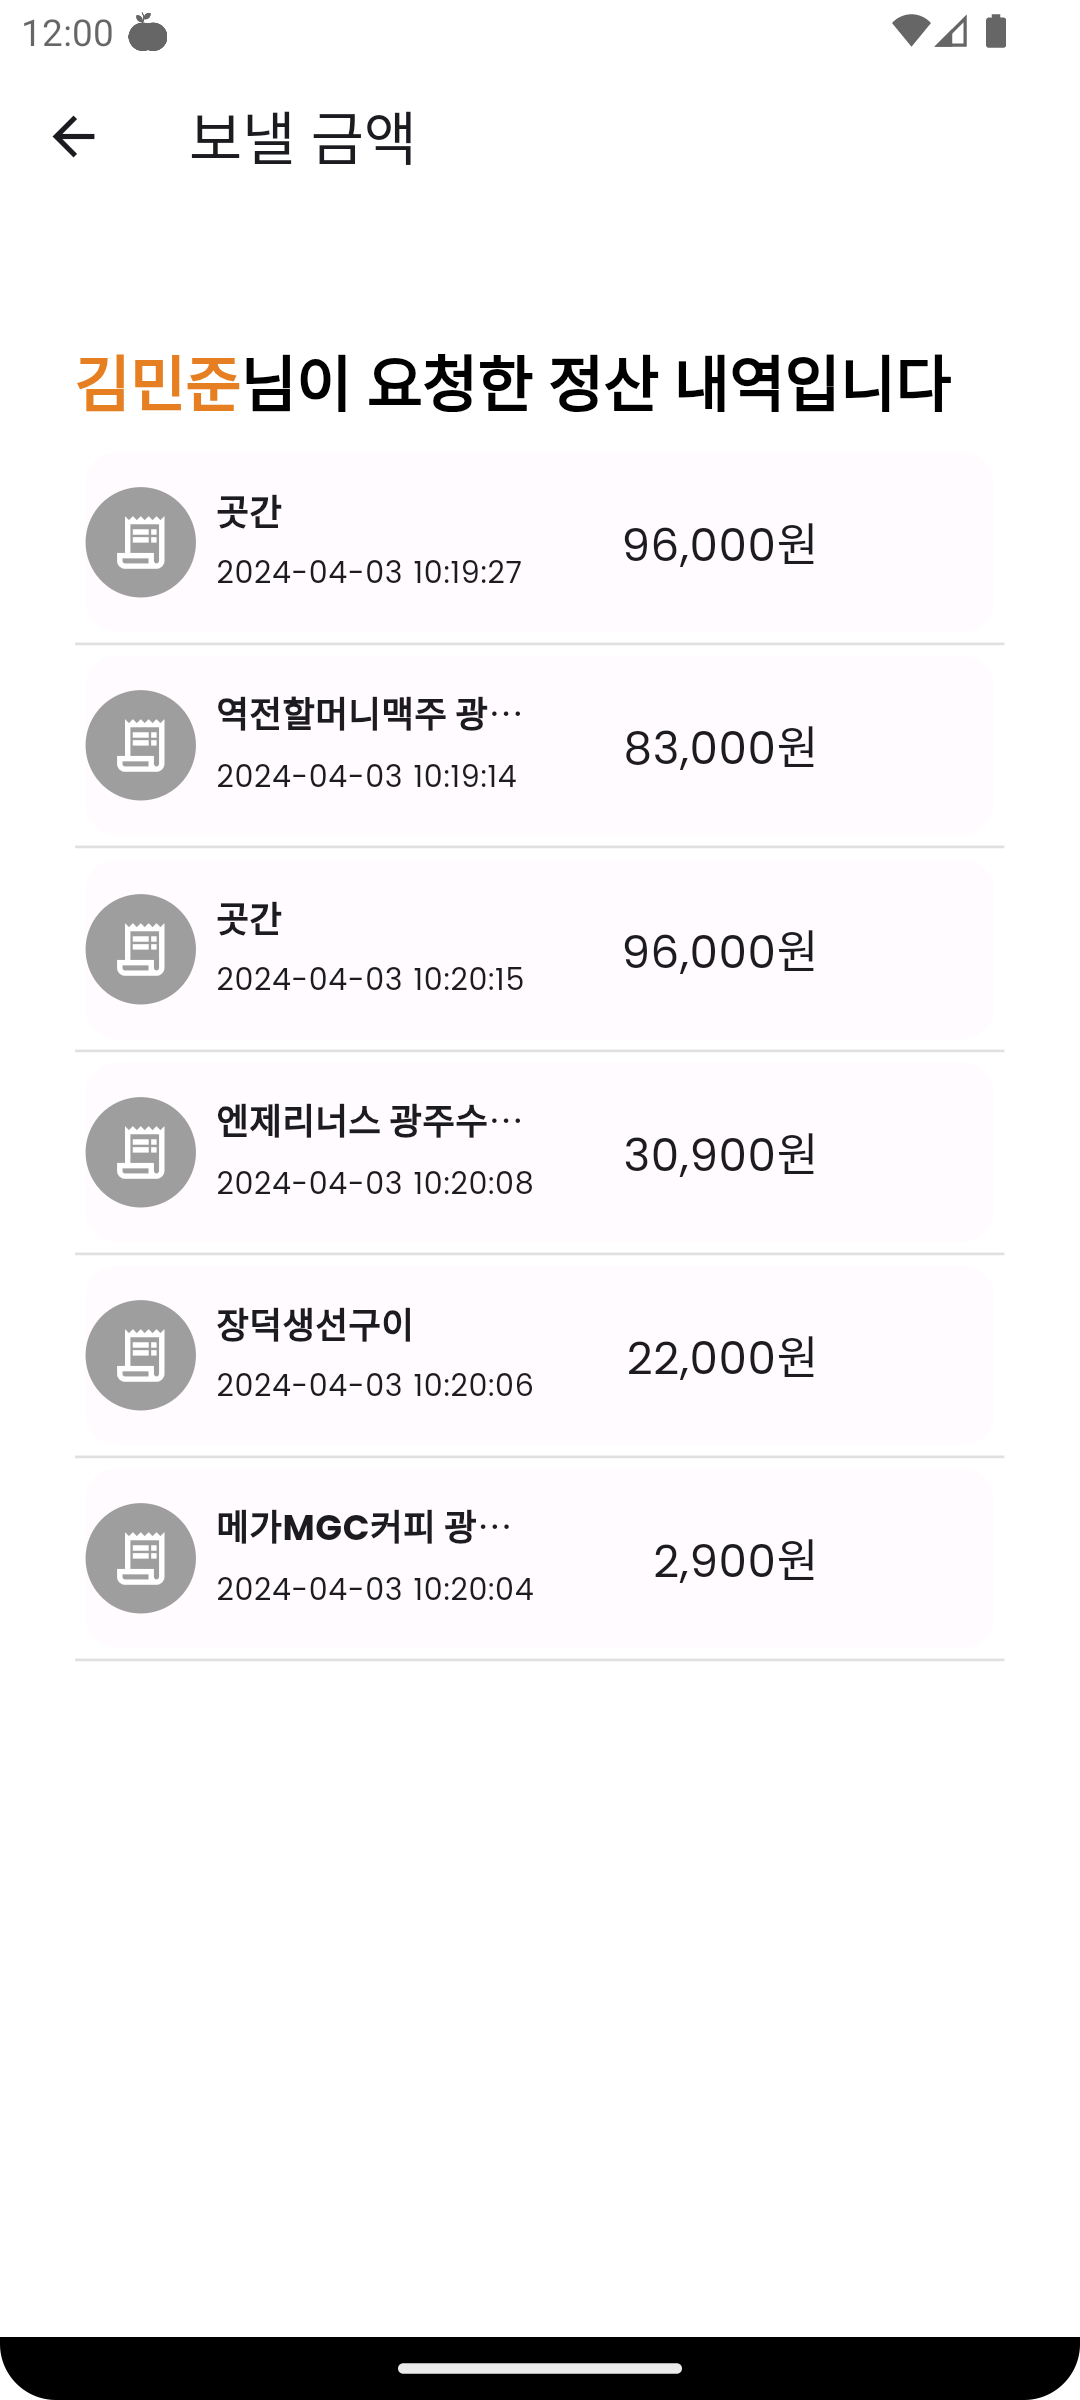 12:00
보낼 금액
김민준님이 요청한 정산 내역입니다
곳간
2024-04-03 10:19:27
96,000원
역전할머니맥주 광…
2024-04-03 10:19:14
83,000원
곳간
2024-04-03 10:20:15
96,000원
엔제리너스 광주수…
2024-04-03 10:20:08
30,900원
장덕생선구이
2024-04-03 10:20:06
22,000원
메가MGC커피 광…
2024-04-03 10:20:04
2,900원